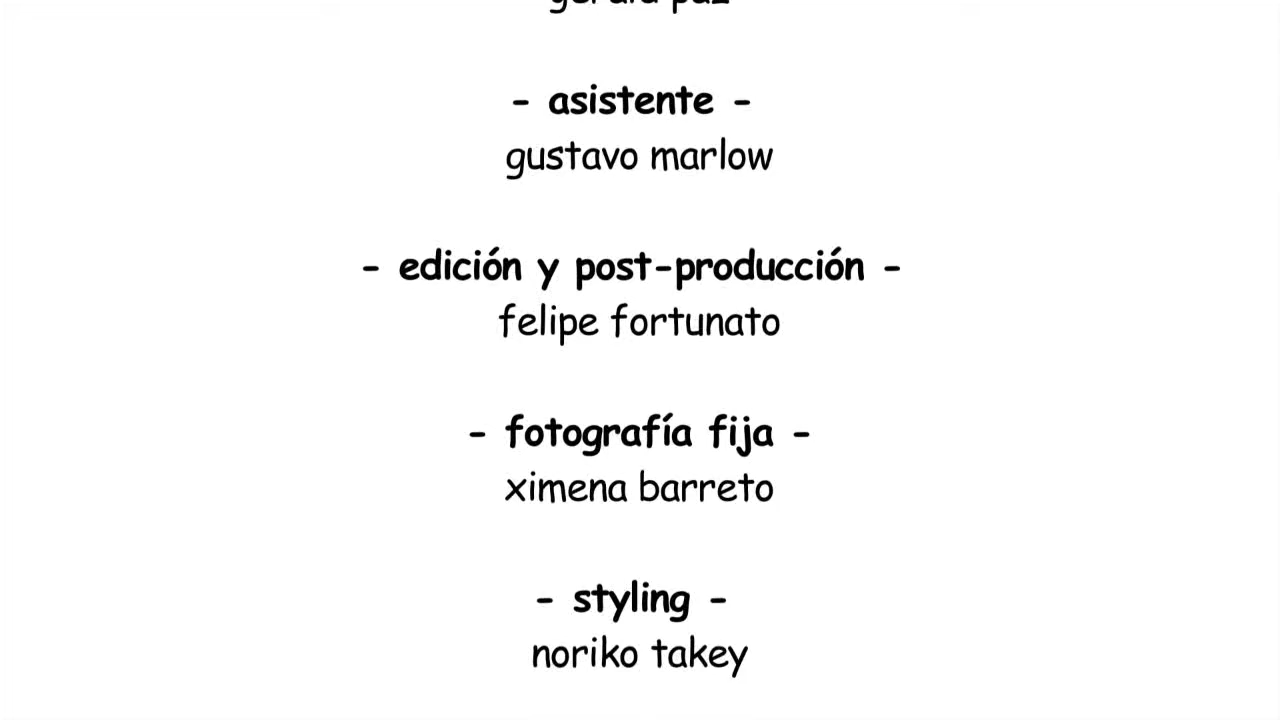 - asistente -
gustavo marlow
- edición y post-producción -
felipe fortunato
- fotografía fija -
ximena barreto
- styling -
noriko takey